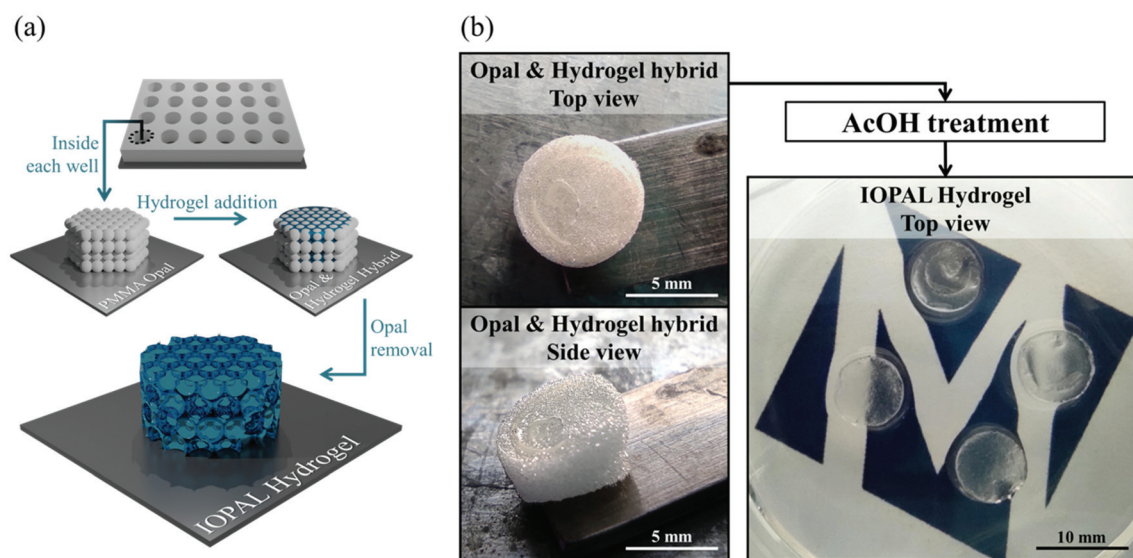 (a)
Inside
each well
Hydrogel addition
PMMA Opal
Opal &
Hydrogel Hybrid
Opal
removal
IOPAL Hydrogel
(b)
Opal & Hydrogel hybrid
Top view
5 mm
Opal & Hydrogel hybrid
Side view
5 mm
AcOH treatment
IOPAL Hydrogel
Top view
10 mm